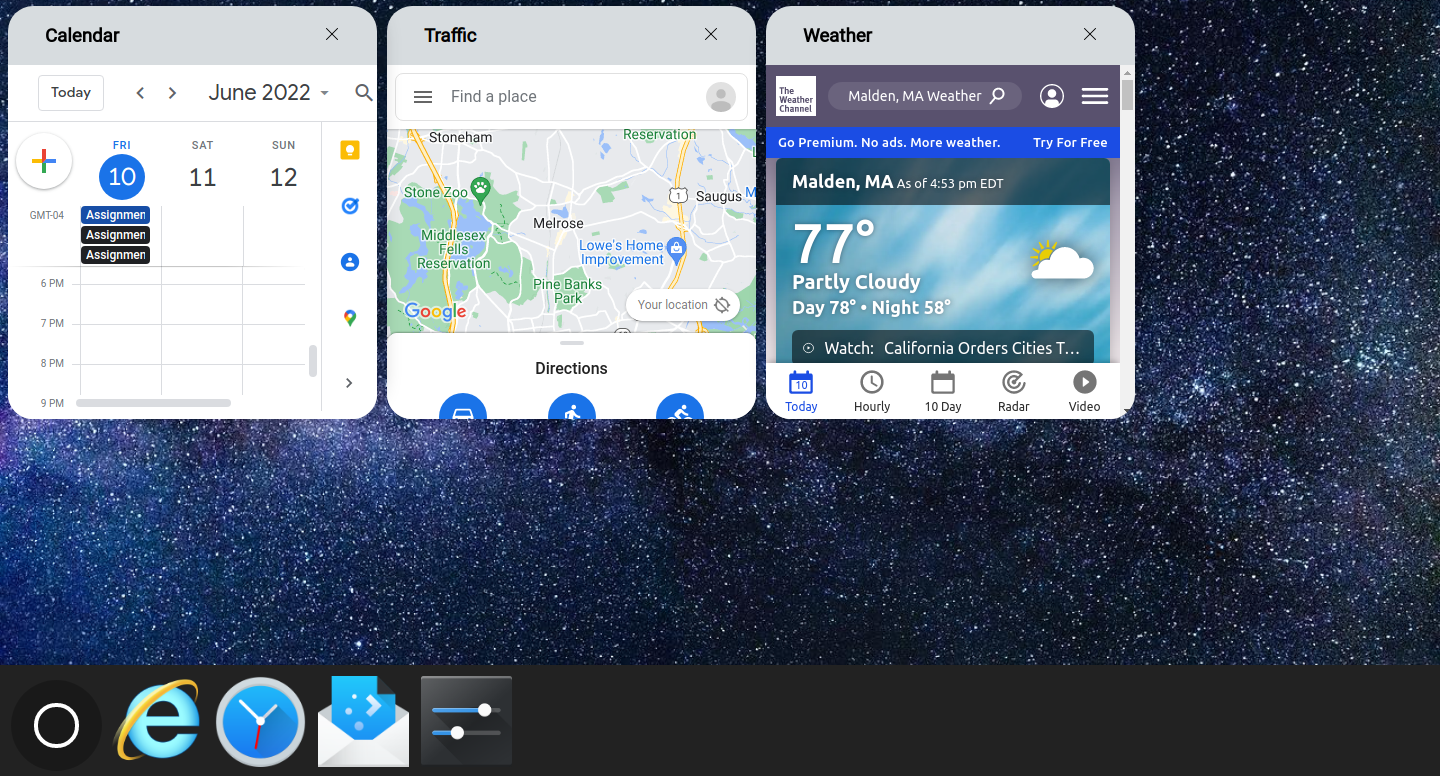 Calendar
Today
June 2022
FRI
SAT
SUN
10
11
12
GMT-04
Assignmen
Assignmen
Assignmen
6 PM
7 PM
8 PM
9 PM
Traffic
Find a place
Stoneham
Reservation
Stone Zoo
1
Saugus
Melrose
Middlesex
Fells
Reservation
Lowe's Home
Improvement
Pine Banks
Park
Your location
Google
Directions
Weather
The
Weather
Channel
Malden, MA Weather
Go Premium. No ads. More weather.
Try For Free
Malden, MA As of 4:53 pm EDT
77°
Partly Cloudy
Day 78° • Night 58°
Watch: California Orders Cities T...
10
Today
Hourly
10 Day
Radar
Video